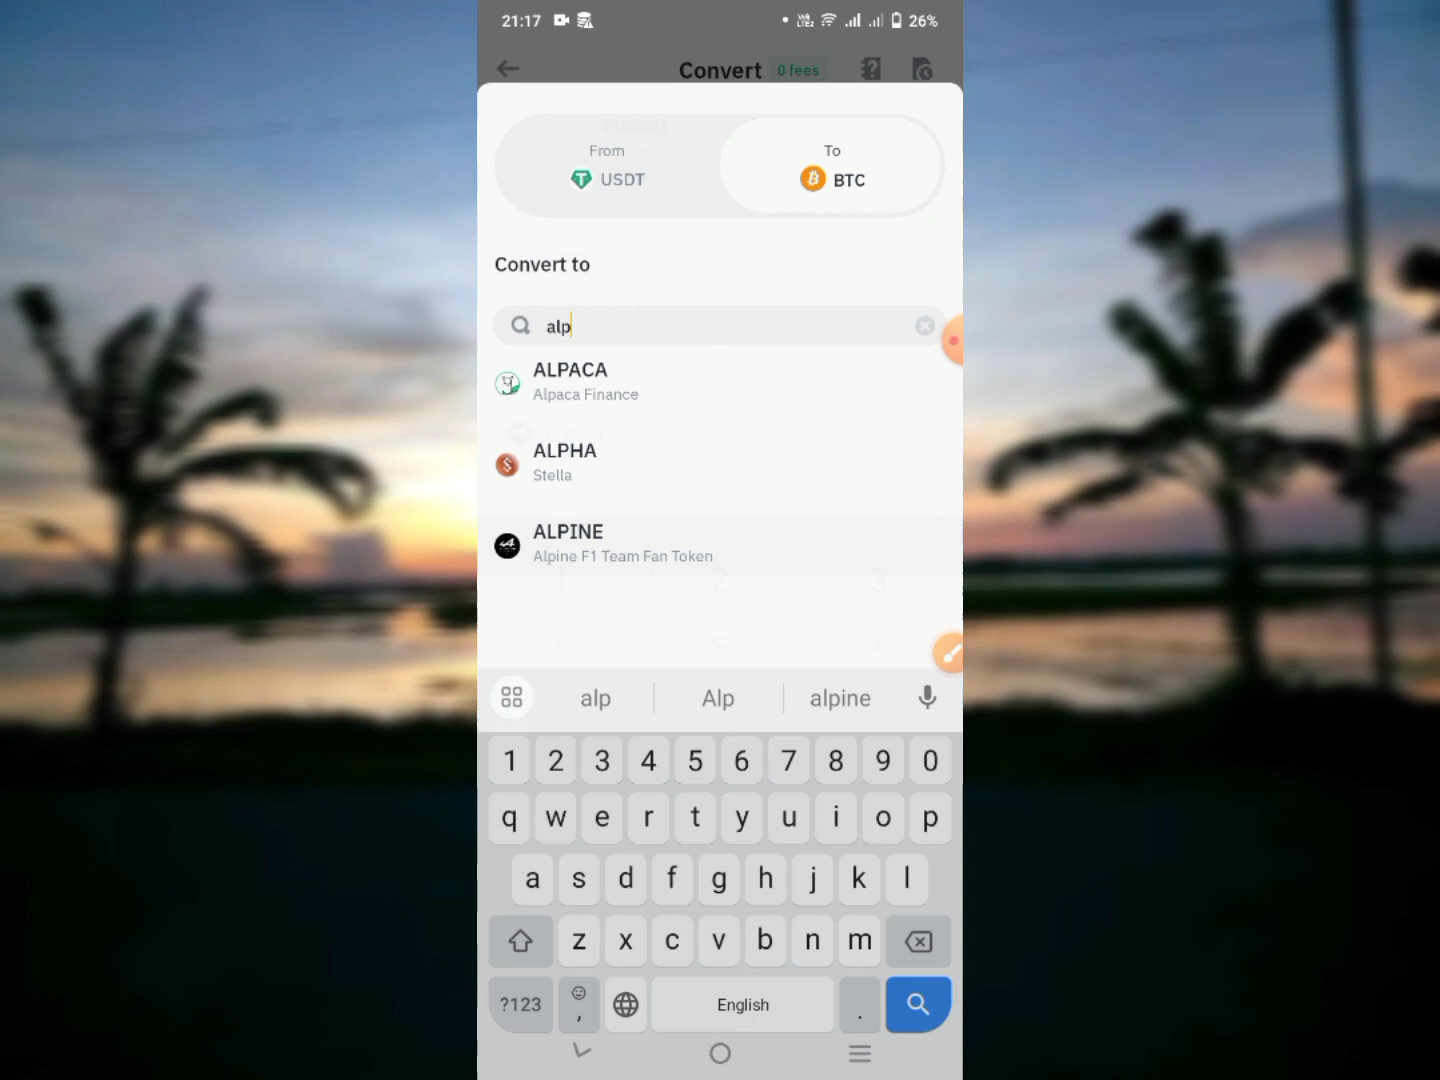 21:17 26%
Convert 0 fees
From
USDT
To
BTC
Convert to
alp
ALPACA
Alpaca Finance
ALPHA
Stella
ALPINE
Alpine F1 Team Fan Token
alp Alp alpine
1 2 3 4 5 6 7 8 9 0
q w e r t y u i o p
a s d f g h j k l
z x c v b n m
?123 , English .